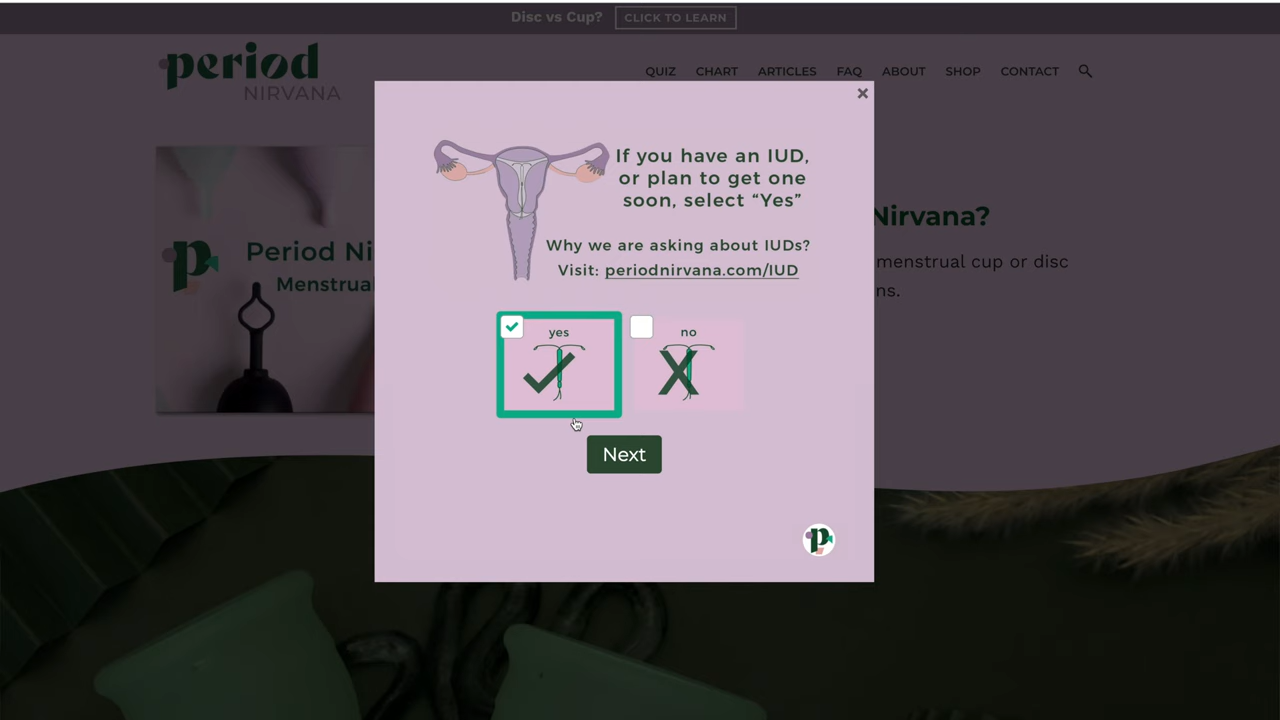 Disc vs Cup? CLICK TO LEARN
period
NIRVANA
QUIZ CHART ARTICLES FAQ ABOUT SHOP CONTACT
×
If you have an IUD,
or plan to get one
soon, select “Yes”
Why we are asking about IUDs?
Visit: periodnirvana.com/IUD
yes
no
X
Next
p
p
Period Ni
Menstrual
Nirvana?
menstrual cup or disc
ns.